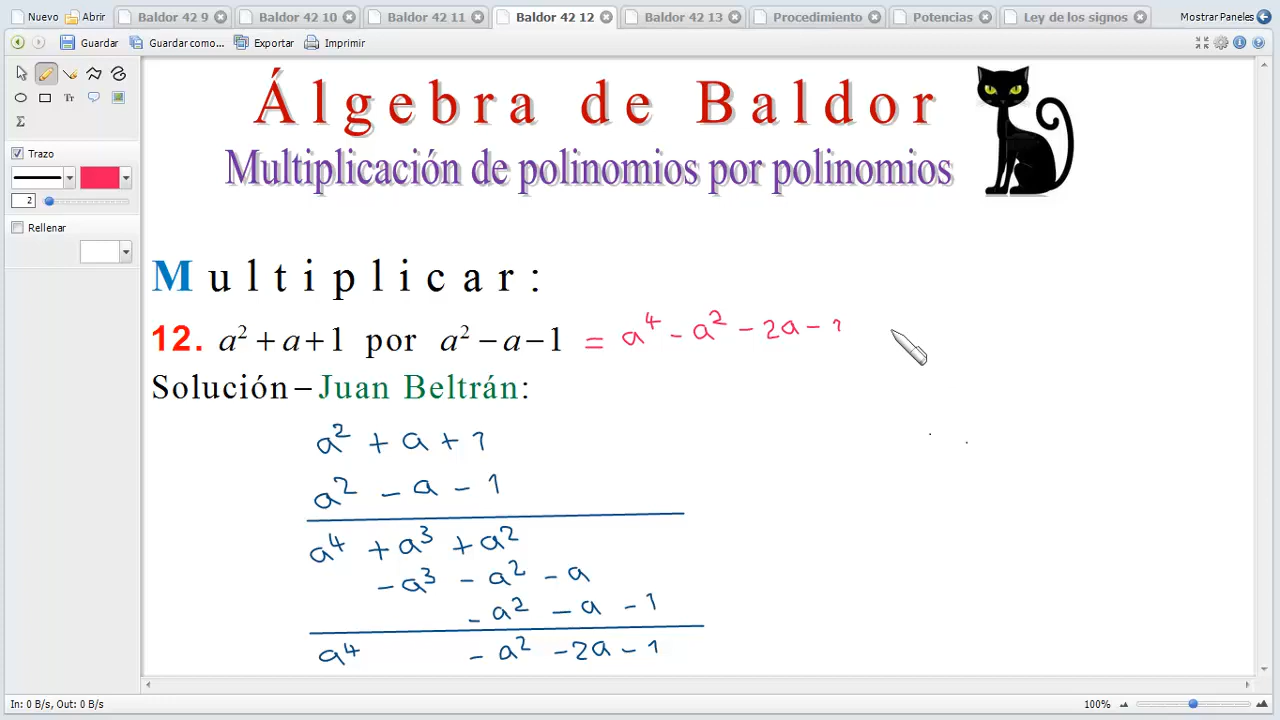 Nuevo Abrir Baldor 42 9 Baldor 42 10 Baldor 42 11 Baldor 42 12 Baldor 42 13 Procedimiento Potencias Ley de los signos Mostrar Paneles
Guardar Guardar como... Exportar Imprimir
Tr
Σ
Trazo
2
Rellenar
Álgebra de Baldor
Multiplicación de polinomios por polinomios
Multiplicar:
12. a² + a + 1 por a² − a − 1 = a⁴ - a² - 2a - 1
Solución – Juan Beltrán:
a² + a + 1
a² - a - 1
a⁴ + a³ + a²
- a³ - a² - a
- a² - a - 1
a⁴ - a² - 2a - 1
In: 0 B/s, Out: 0 B/s 100%